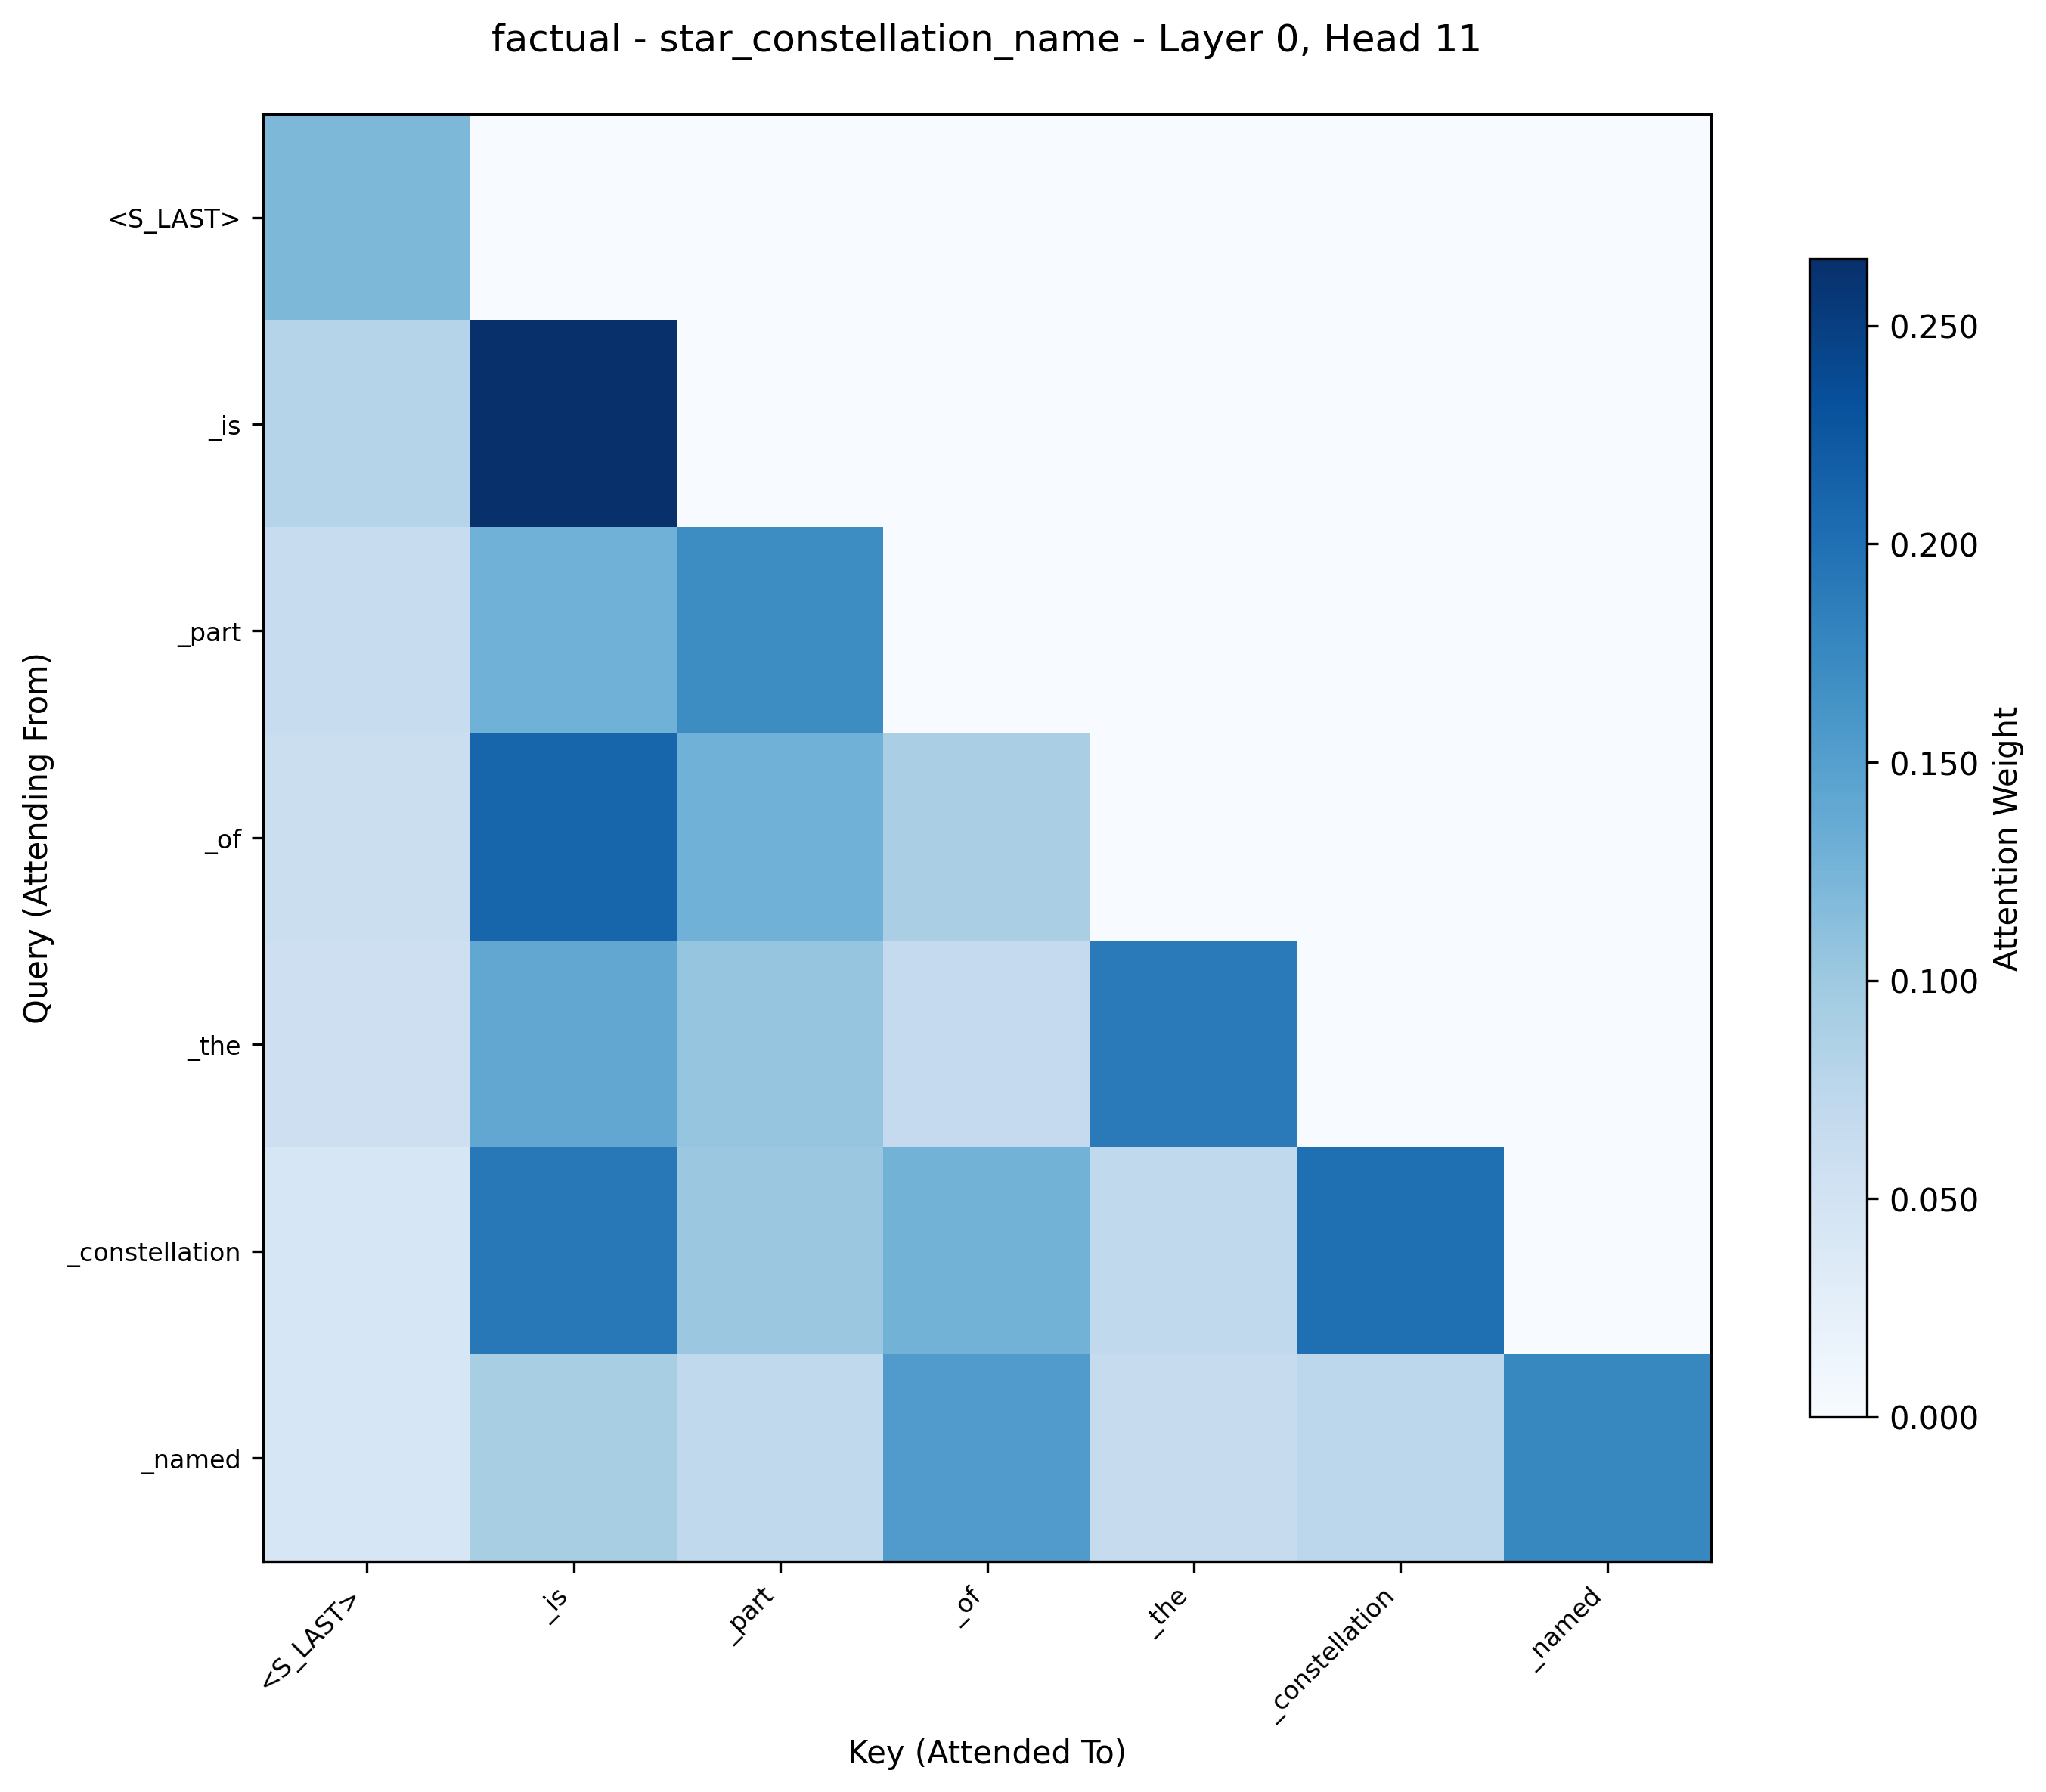 factual - star_constellation_name - Layer 0, Head 11
Query (Attending From)
<S_LAST>
_is
_part
_of
_the
_constellation
_named
<S_LAST>
_is
_part
_of
_the
_constellation
_named
Key (Attended To)
0.250
0.200
0.150
0.100
0.050
0.000
Attention Weight